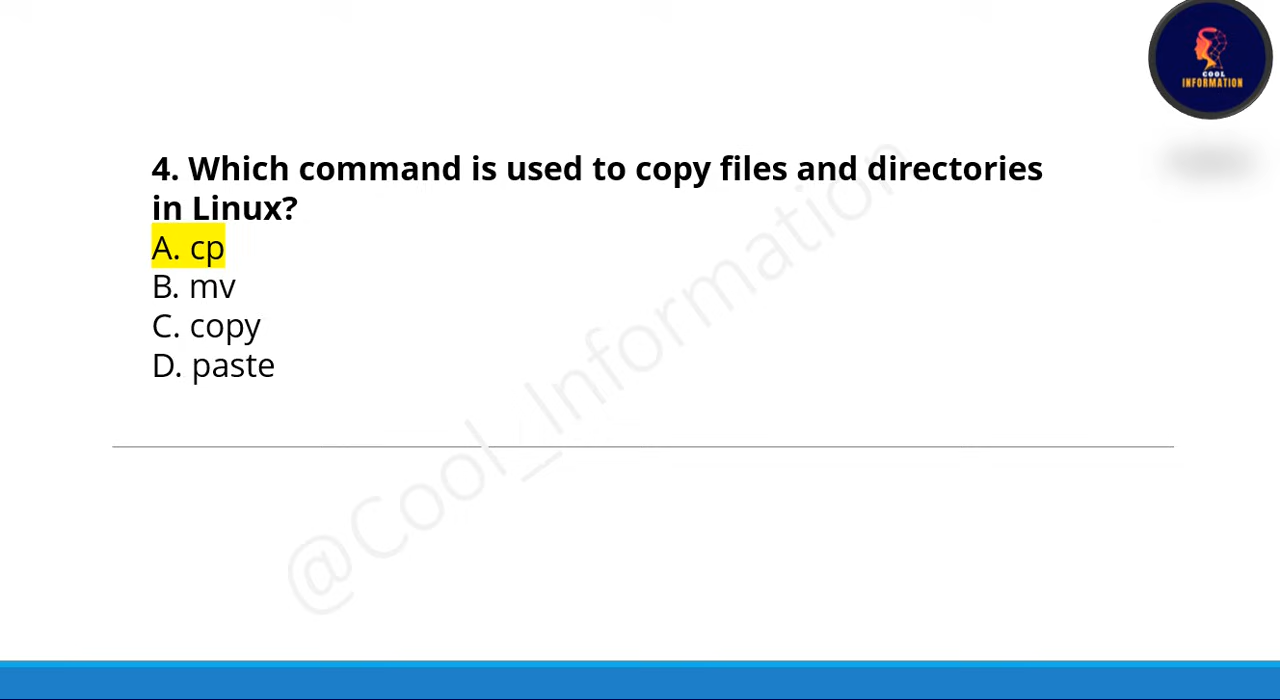 COOL
INFORMATION
4. Which command is used to copy files and directories
in Linux?
A. cp
B. mv
C. copy
D. paste
@Cool_Information